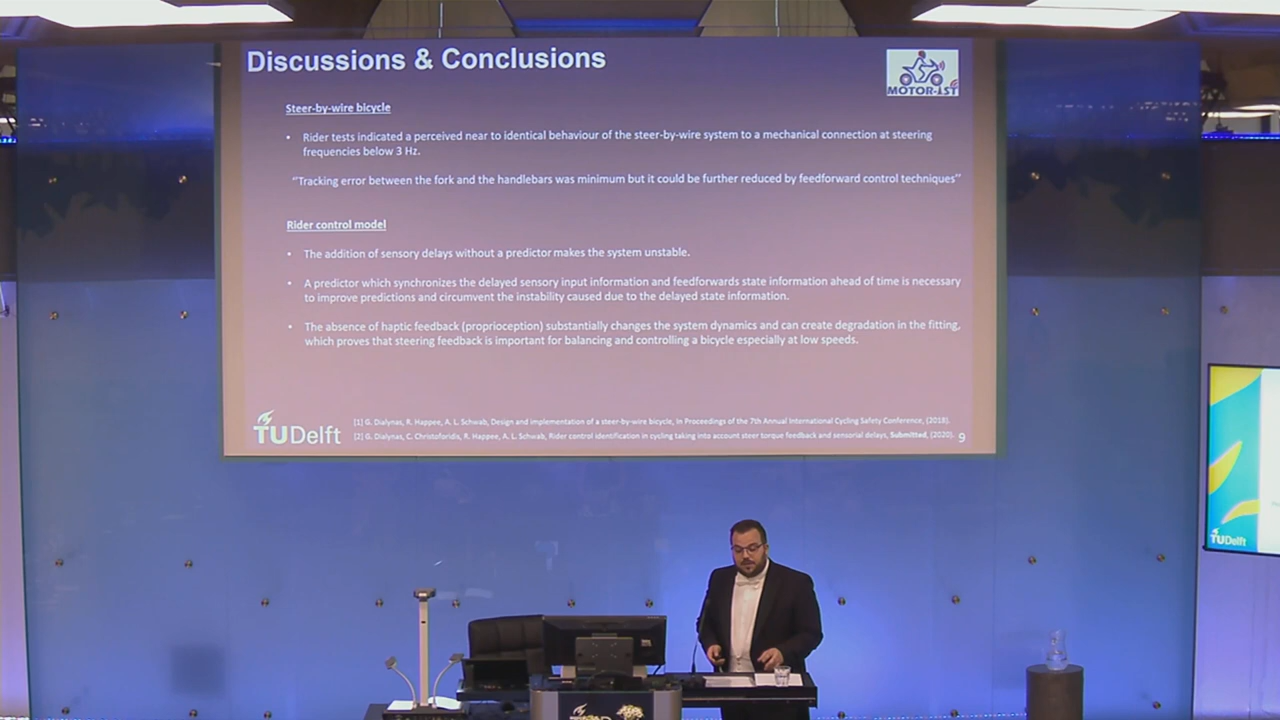 Discussions & Conclusions
MOTOR-IST
Steer-by-wire bicycle
• Rider tests indicated a perceived near to identical behaviour of the steer-by-wire system to a mechanical connection at steering
frequencies below 3 Hz.
"Tracking error between the fork and the handlebars was minimum but it could be further reduced by feedforward control techniques"
Rider control model
• The addition of sensory delays without a predictor makes the system unstable.
• A predictor which synchronizes the delayed sensory input information and feedforwards state information ahead of time is necessary
to improve predictions and circumvent the instability caused due to the delayed state information.
• The absence of haptic feedback (proprioception) substantially changes the system dynamics and can create degradation in the fitting,
which proves that steering feedback is important for balancing and controlling a bicycle especially at low speeds.
TUDelft
[1] G. Dialynas, R. Happee, A. L. Schwab, Design and implementation of a steer-by-wire bicycle, In Proceedings of the 7th Annual International Cycling Safety Conference, (2018).
[2] G. Dialynas, C. Christoforidis, R. Happee, A. L. Schwab, Rider control identification in cycling taking into account steer torque feedback and sensorial delays, Submitted, (2020).
9
TUDelft